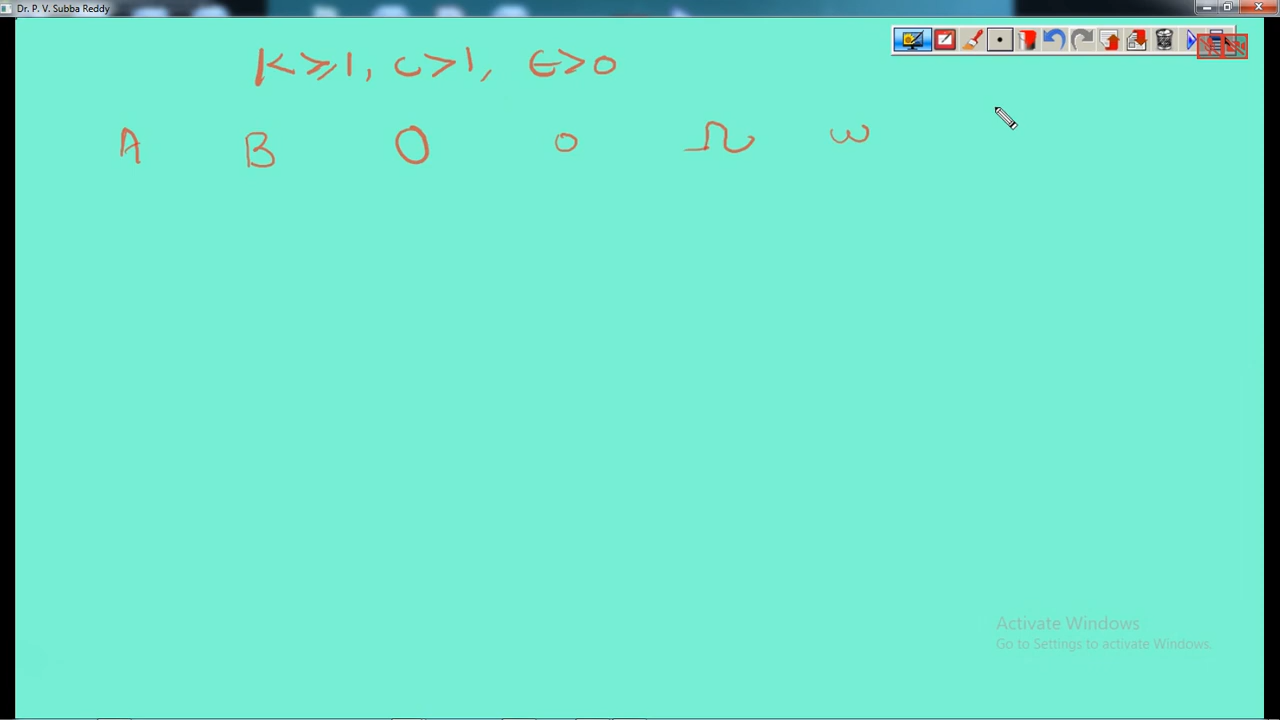 Dr. P. V. Subba Reddy
K ≥ 1, c > 1, ϵ > 0
A B O o Ω ω
Activate Windows
Go to Settings to activate Windows.